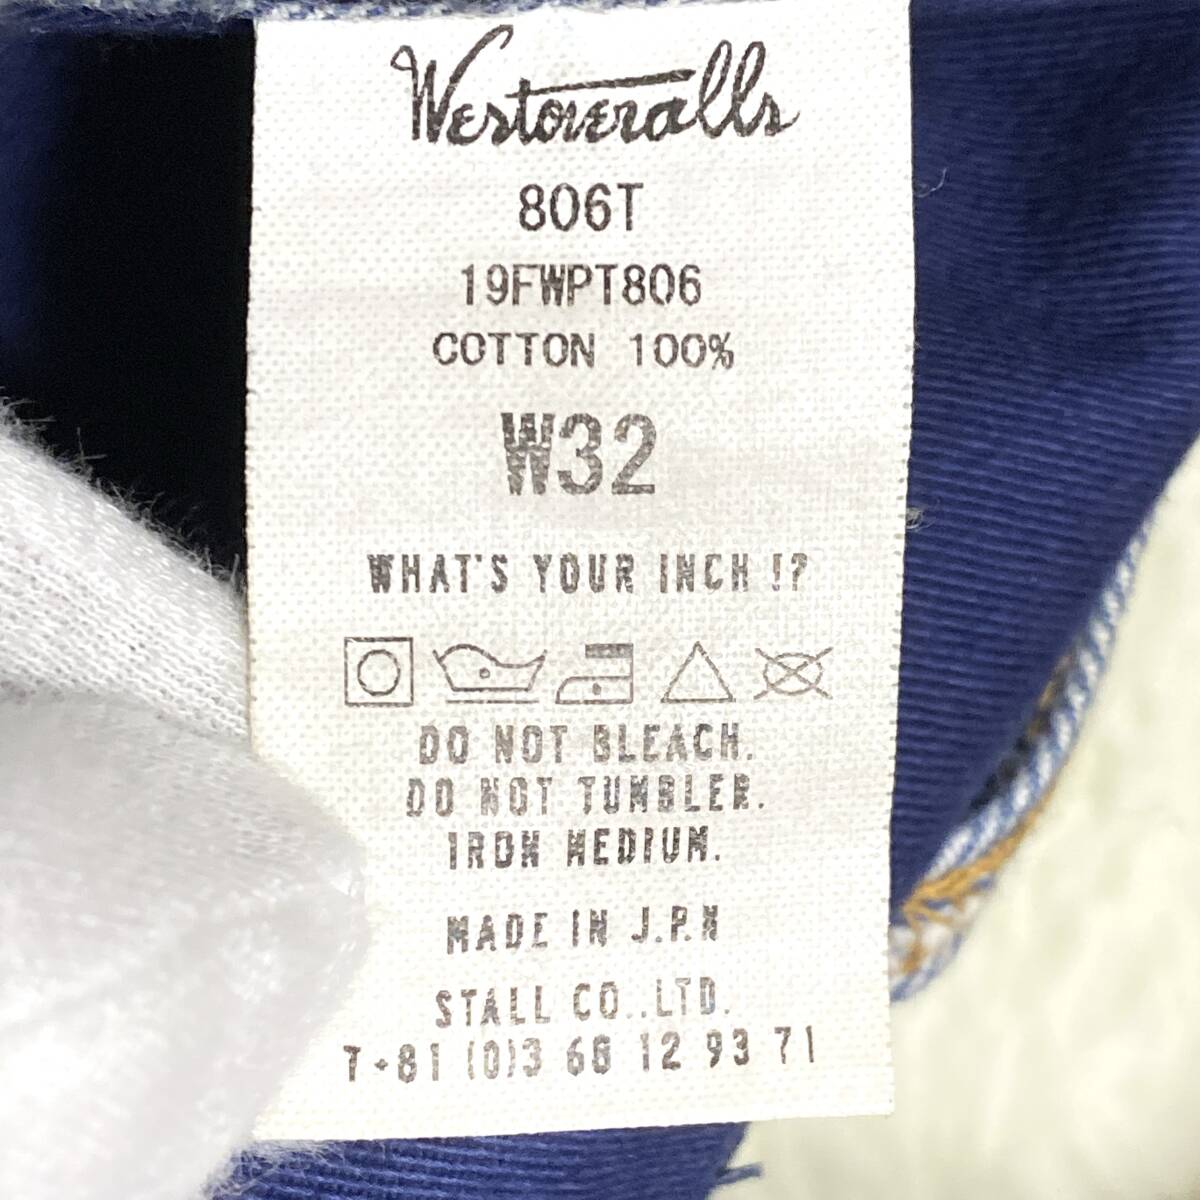 Westoveralls
806T
19FWPT806
COTTON 100%
W32
WHAT'S YOUR INCH !?
DO NOT BLEACH.
DO NOT TUMBLER.
IRON MEDIUM.
MADE IN J.P.N
STALL CO.,LTD.
T+81 (0)3 68 12 93 71